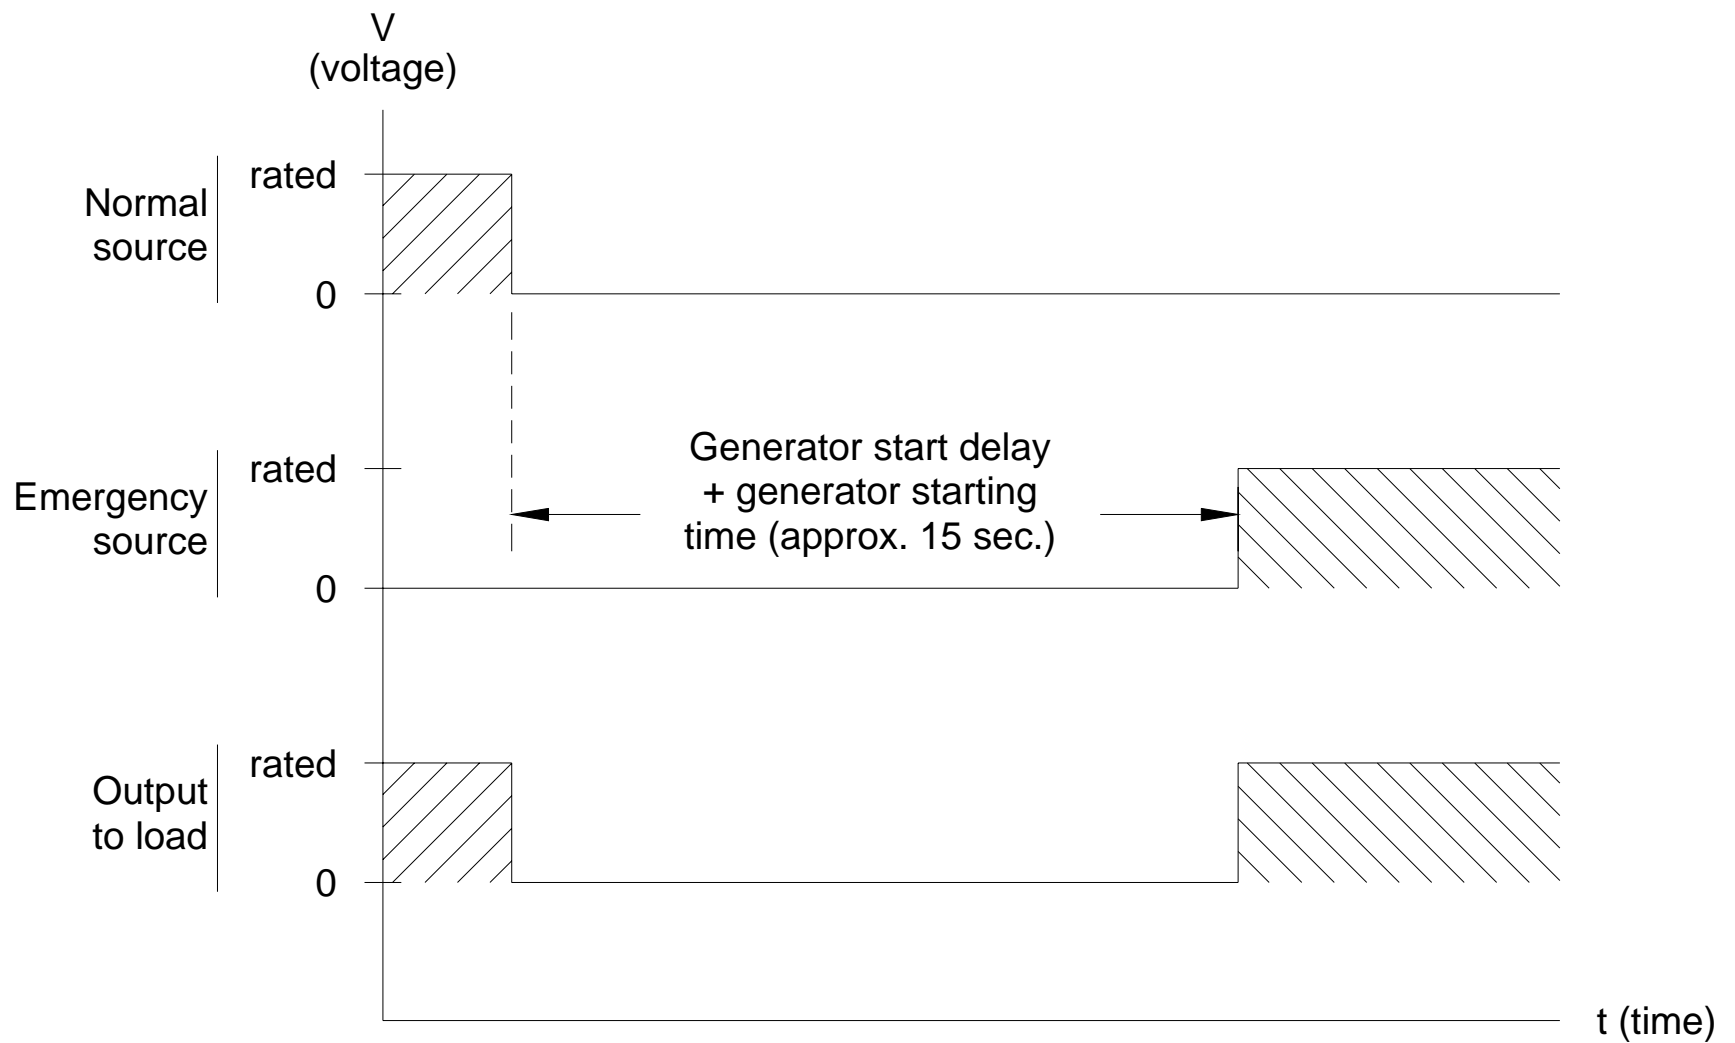 V
(voltage)
Normal
source
rated
0
Emergency
source
rated
0
Generator start delay
+ generator starting
time (approx. 15 sec.)
Output
to load
rated
0
t (time)